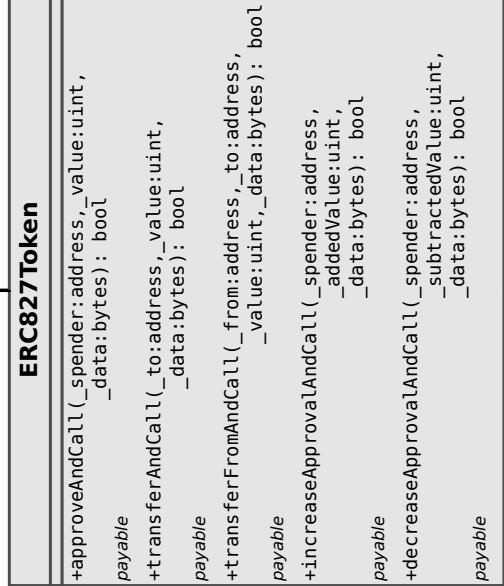 ERC827Token
+approveAndCall(_spender:address,_value:uint,
_data:bytes): bool
payable
+transferAndCall(_to:address,_value:uint,
_data:bytes): bool
payable
+transferFromAndCall(_from:address,_to:address,
_value:uint,_data:bytes): bool
payable
+increaseApprovalAndCall(_spender:address,
_addedValue:uint,
_data:bytes): bool
payable
+decreaseApprovalAndCall(_spender:address,
_subtractedValue:uint,
_data:bytes): bool
payable